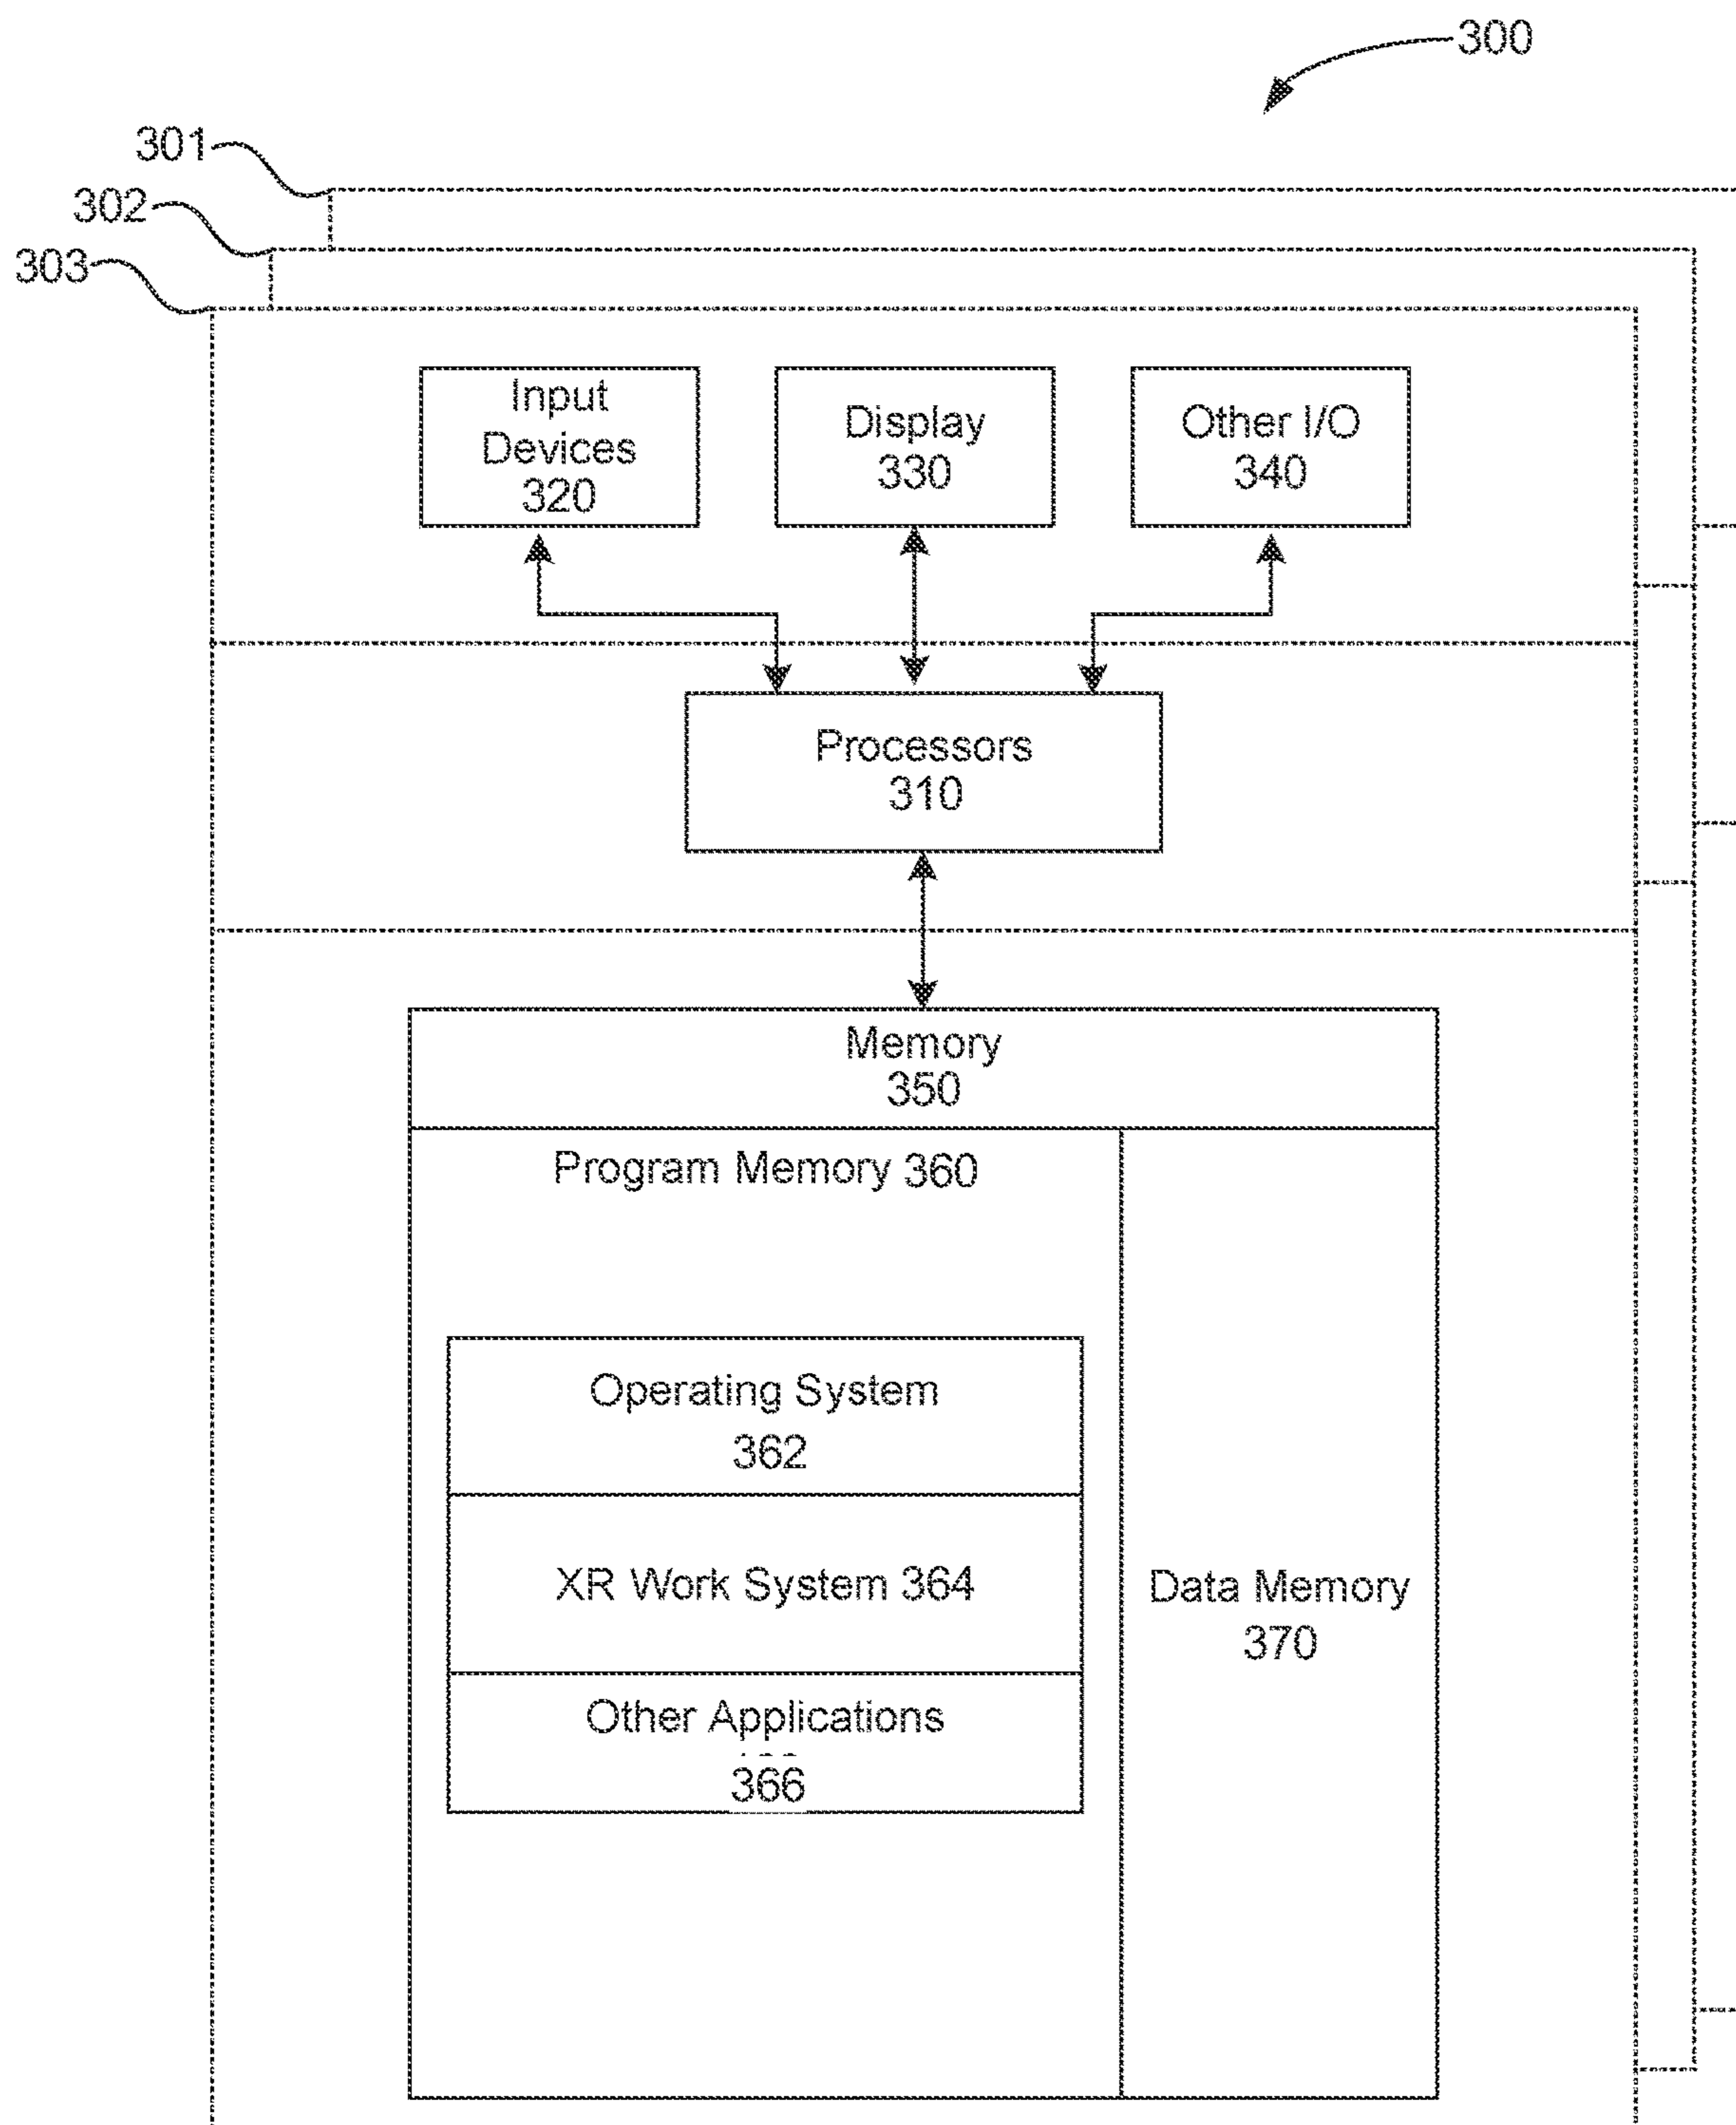 300
301
302
303
Input
Devices
320
Display
330
Other I/O
340
Processors
310
Memory
350
Program Memory 360
Operating System
362
XR Work System 364
Other Applications
366
Data Memory
370